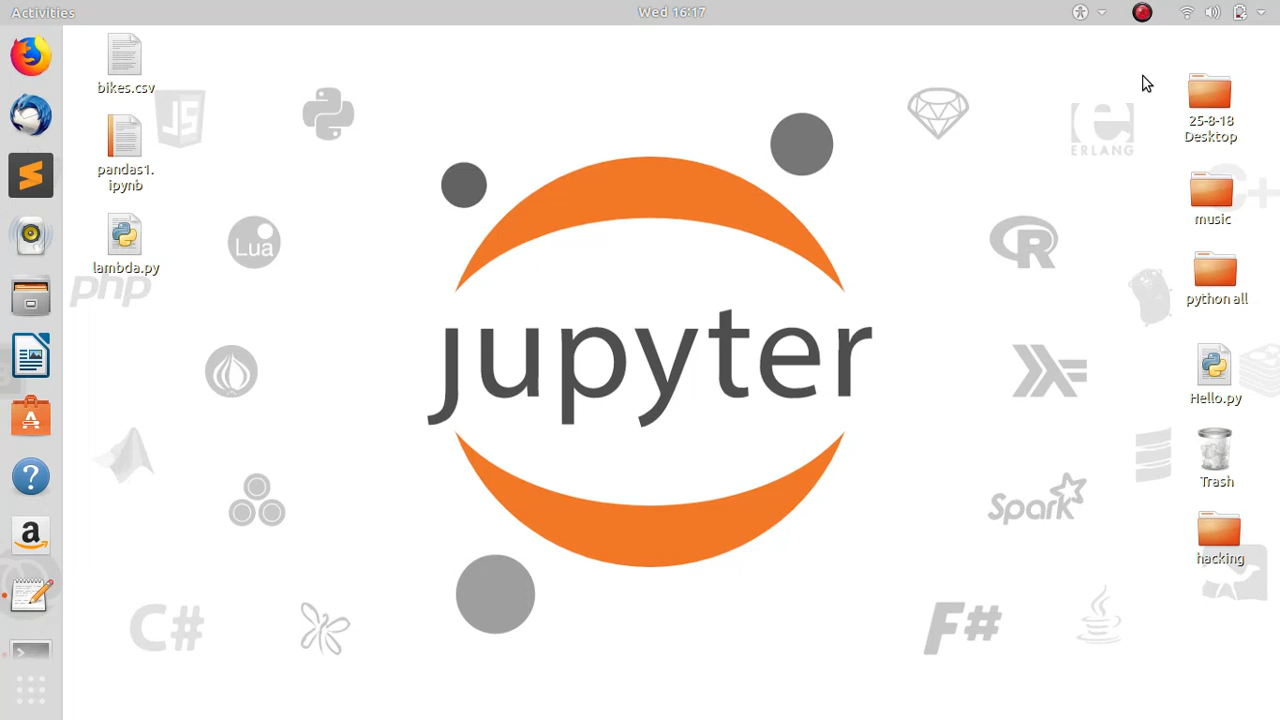 Activities
Wed 16:17
bikes.csv
pandas1.
ipynb
lambda.py
JS
Lua
php
C#
jupyter
ERLANG
C++
R
Spark
F#
25-8-18
Desktop
music
python all
Hello.py
Trash
hacking
a
?
>_